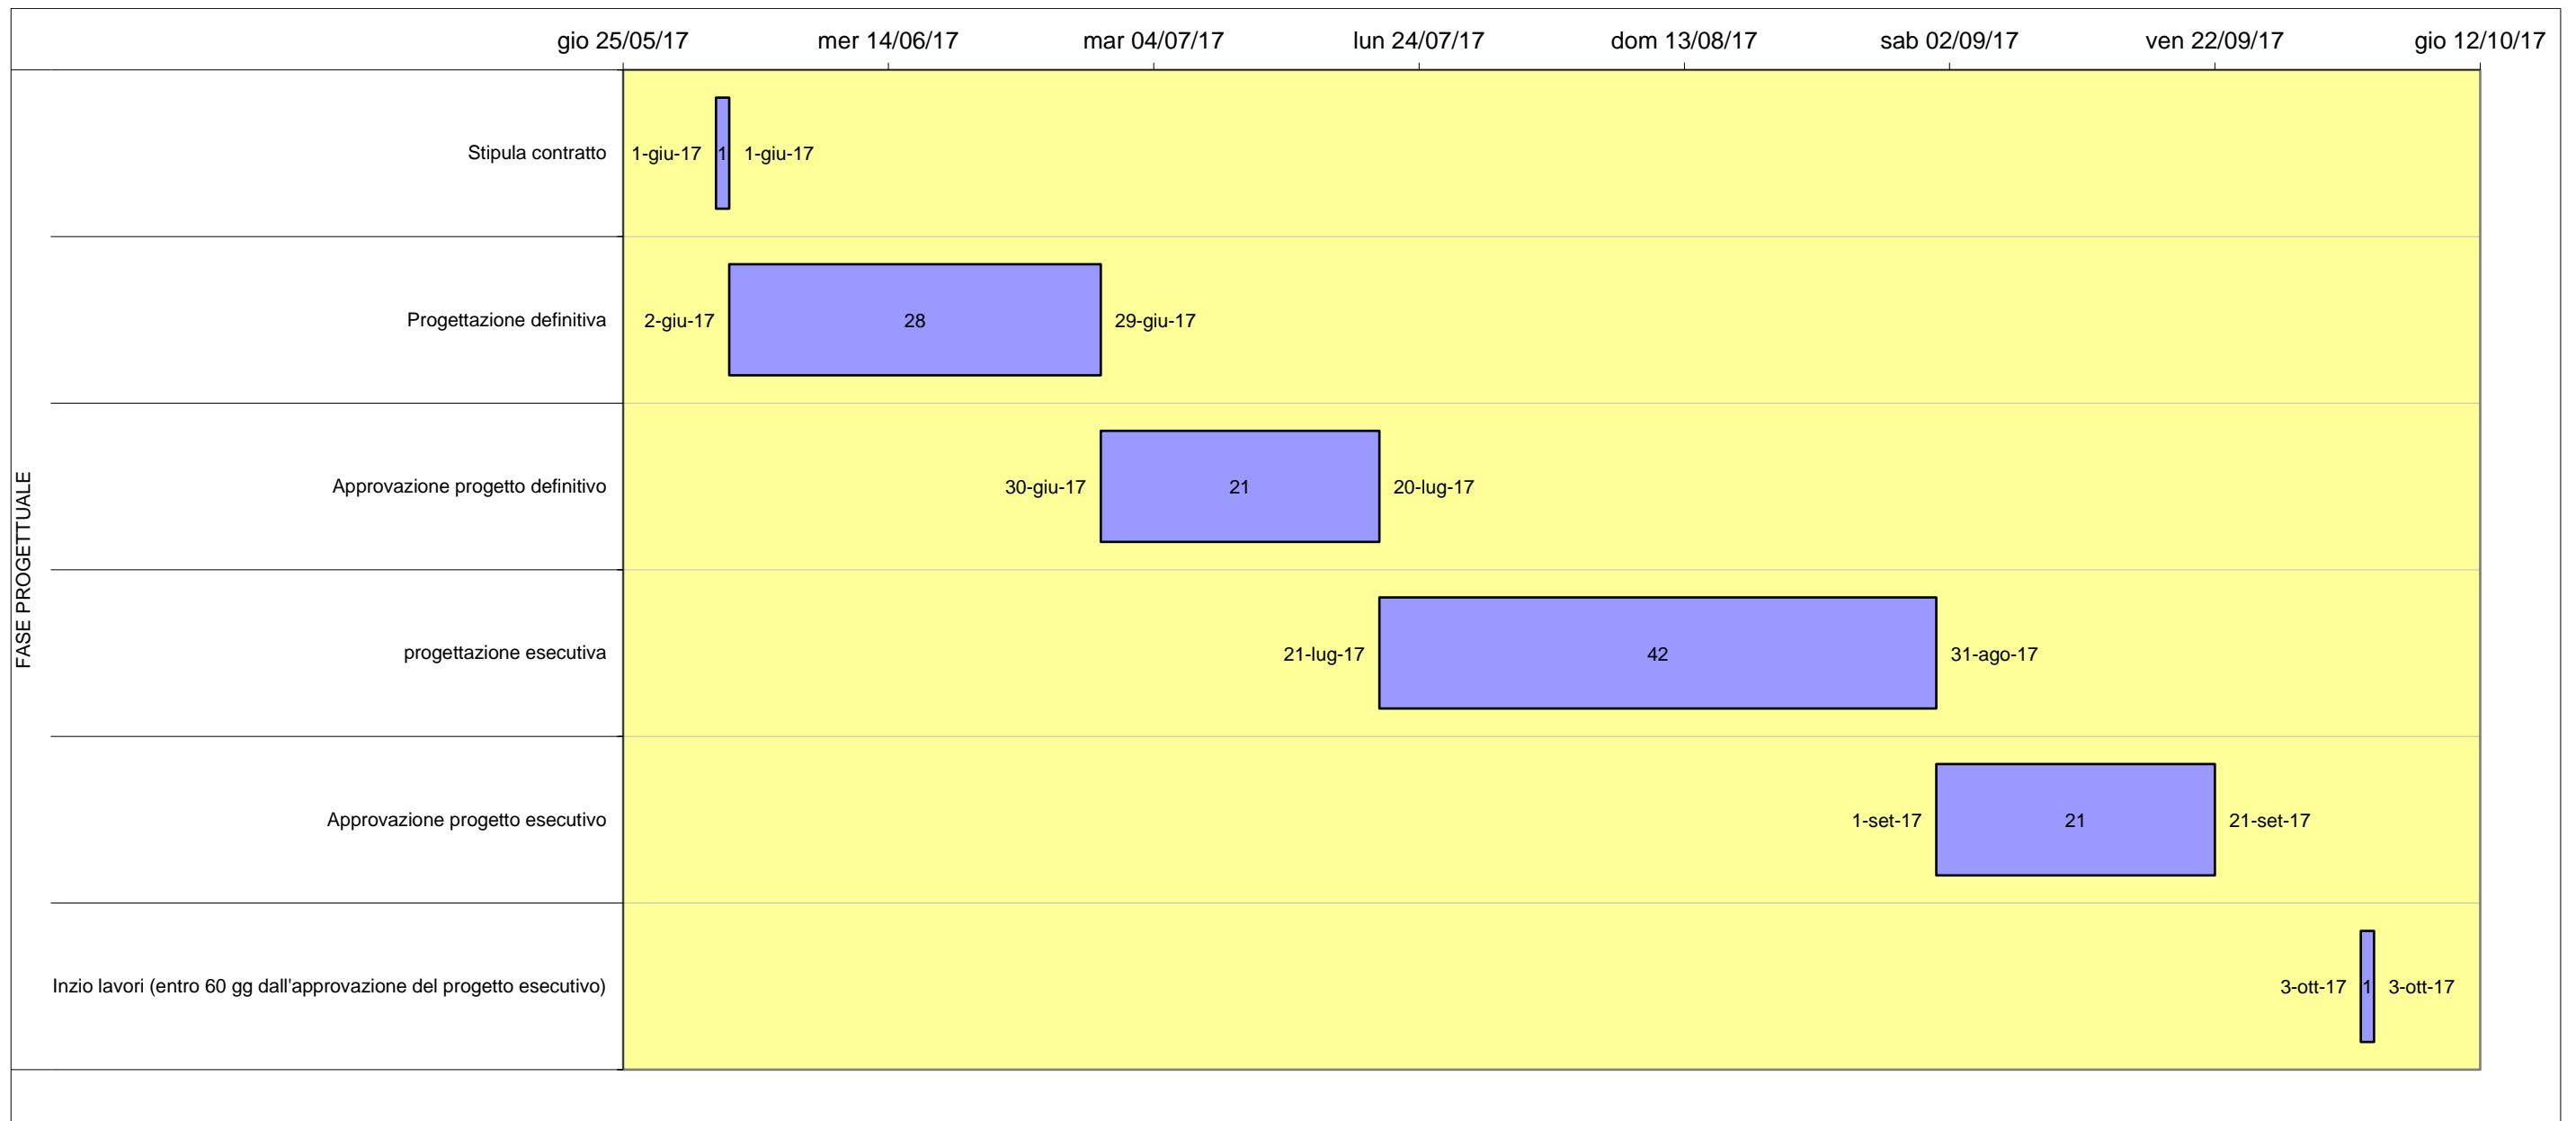 gio 25/05/17 mer 14/06/17 mar 04/07/17 lun 24/07/17 dom 13/08/17 sab 02/09/17 ven 22/09/17 gio 12/10/17
FASE PROGETTUALE
Stipula contratto 1-giu-17 1 1-giu-17
Progettazione definitiva 2-giu-17 28 29-giu-17
Approvazione progetto definitivo 30-giu-17 21 20-lug-17
progettazione esecutiva 21-lug-17 42 31-ago-17
Approvazione progetto esecutivo 1-set-17 21 21-set-17
Inzio lavori (entro 60 gg dall'approvazione del progetto esecutivo) 3-ott-17 1 3-ott-17